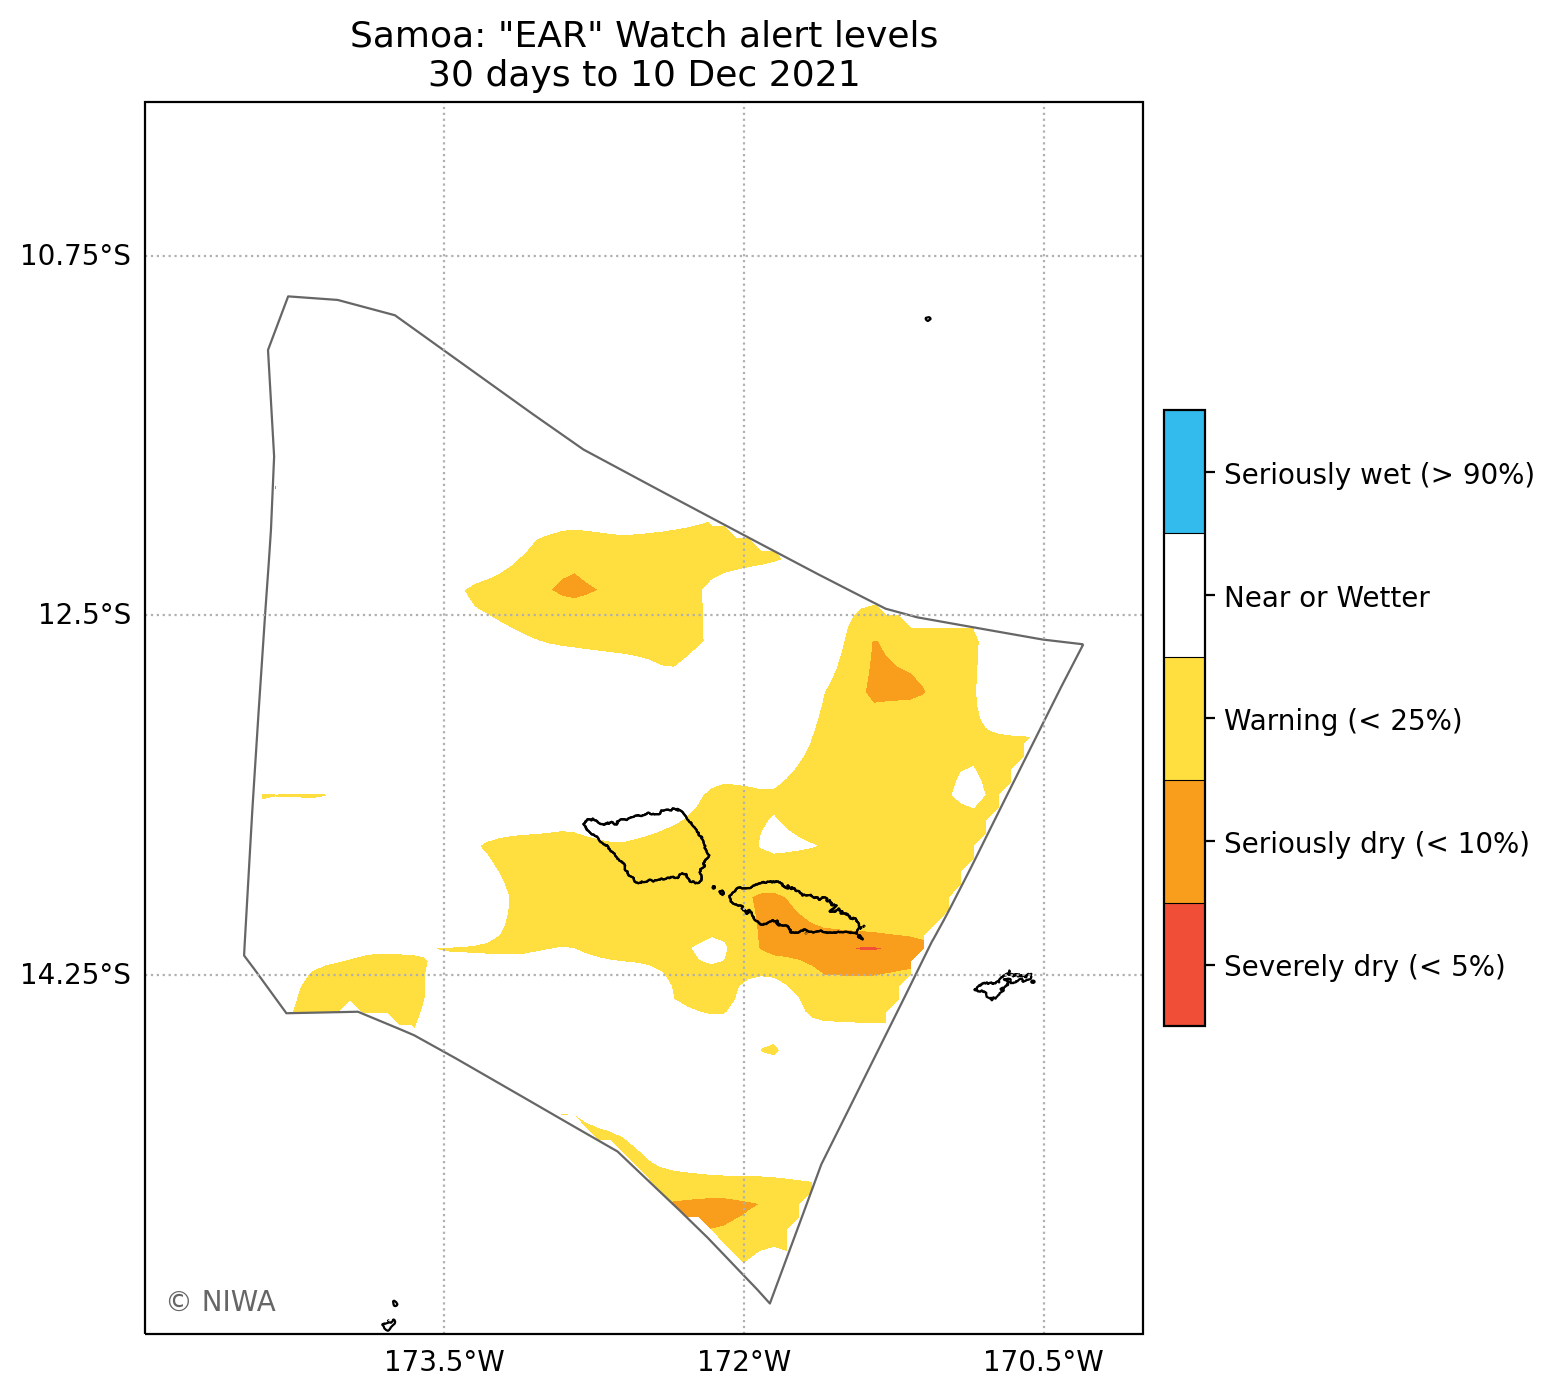 Samoa: "EAR" Watch alert levels
30 days to 10 Dec 2021
10.75°S
12.5°S
14.25°S
173.5°W
172°W
170.5°W
Seriously wet (> 90%)
Near or Wetter
Warning (< 25%)
Seriously dry (< 10%)
Severely dry (< 5%)
© NIWA